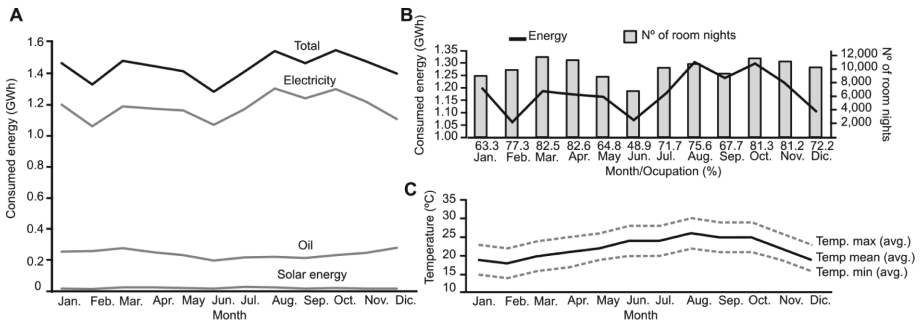 A
Consumed energy (GWh)
1.6
1.4
1.2
1.0
0.8
0.6
0.4
0.2
0
Total
Electricity
Oil
Solar energy
Jan. Feb. Mar. Apr. May Jun. Jul. Aug. Sep. Oct. Nov. Dic.
Month
B
Energy
Nº of room nights
Consumed energy (GWh)
1.35
1.30
1.25
1.20
1.15
1.10
1.05
1.00
12,000
10,000
8,000
6,000
4,000
2,000
Nº of room nights
63.3 77.3 82.5 82.6 64.8 48.9 71.7 75.6 67.7 81.3 81.2 72.2
Jan. Feb. Mar. Apr. May Jun. Jul. Aug. Sep. Oct. Nov. Dic.
Month/Ocupation (%)
C
Temperature (ºC)
35
30
25
20
15
10
Temp. max (avg.)
Temp mean (avg.)
Temp. min (avg.)
Jan. Feb. Mar. Apr. May Jun. Jul. Aug. Sep. Oct. Nov. Dic.
Month